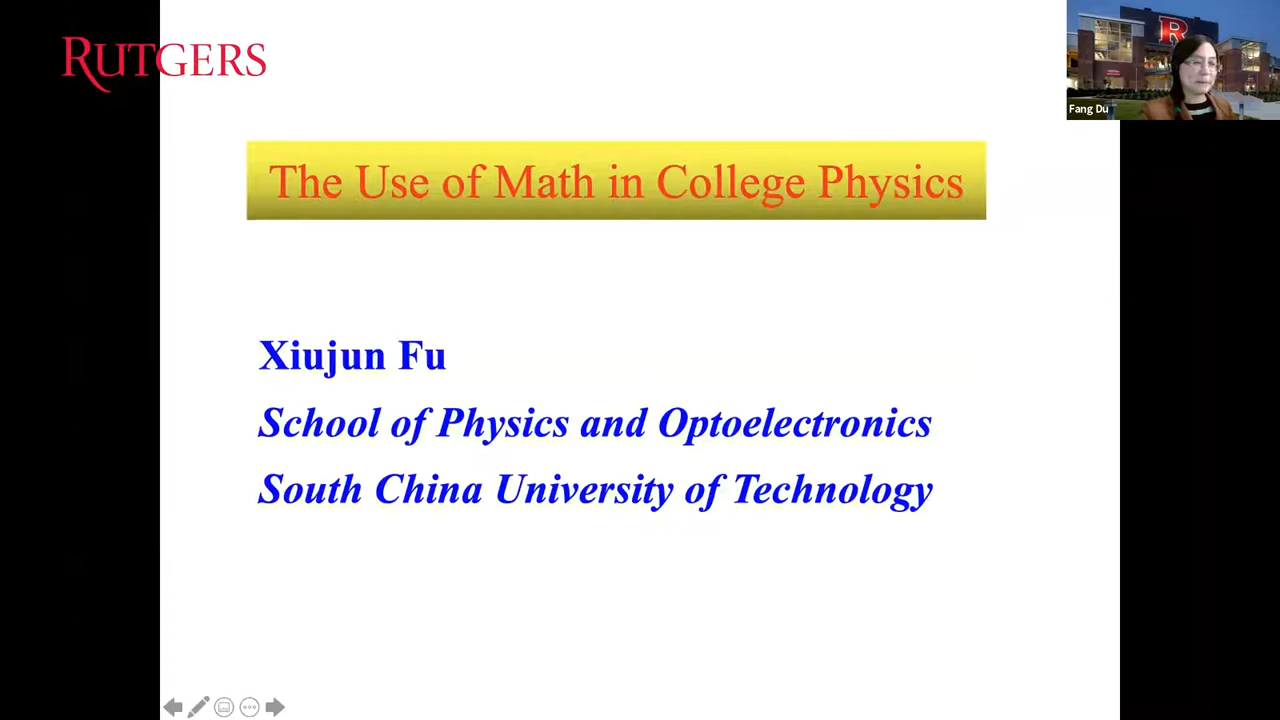 RUTGERS
R
Fang Du
The Use of Math in College Physics
Xiujun Fu
School of Physics and Optoelectronics
South China University of Technology